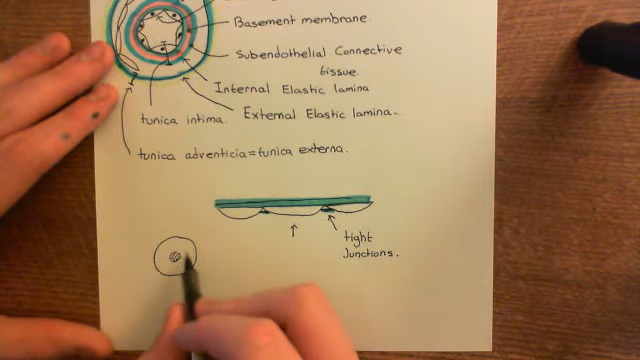 Basement membrane.
Subendothelial Connective
tissue.
Internal Elastic lamina
tunica intima. External Elastic lamina.
tunica adventicia = tunica externa.
tight
Junctions.